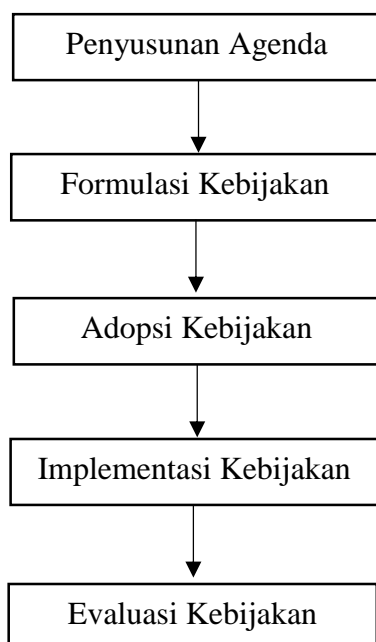 Penyusunan Agenda
Formulasi Kebijakan
Adopsi Kebijakan
Implementasi Kebijakan
Evaluasi Kebijakan